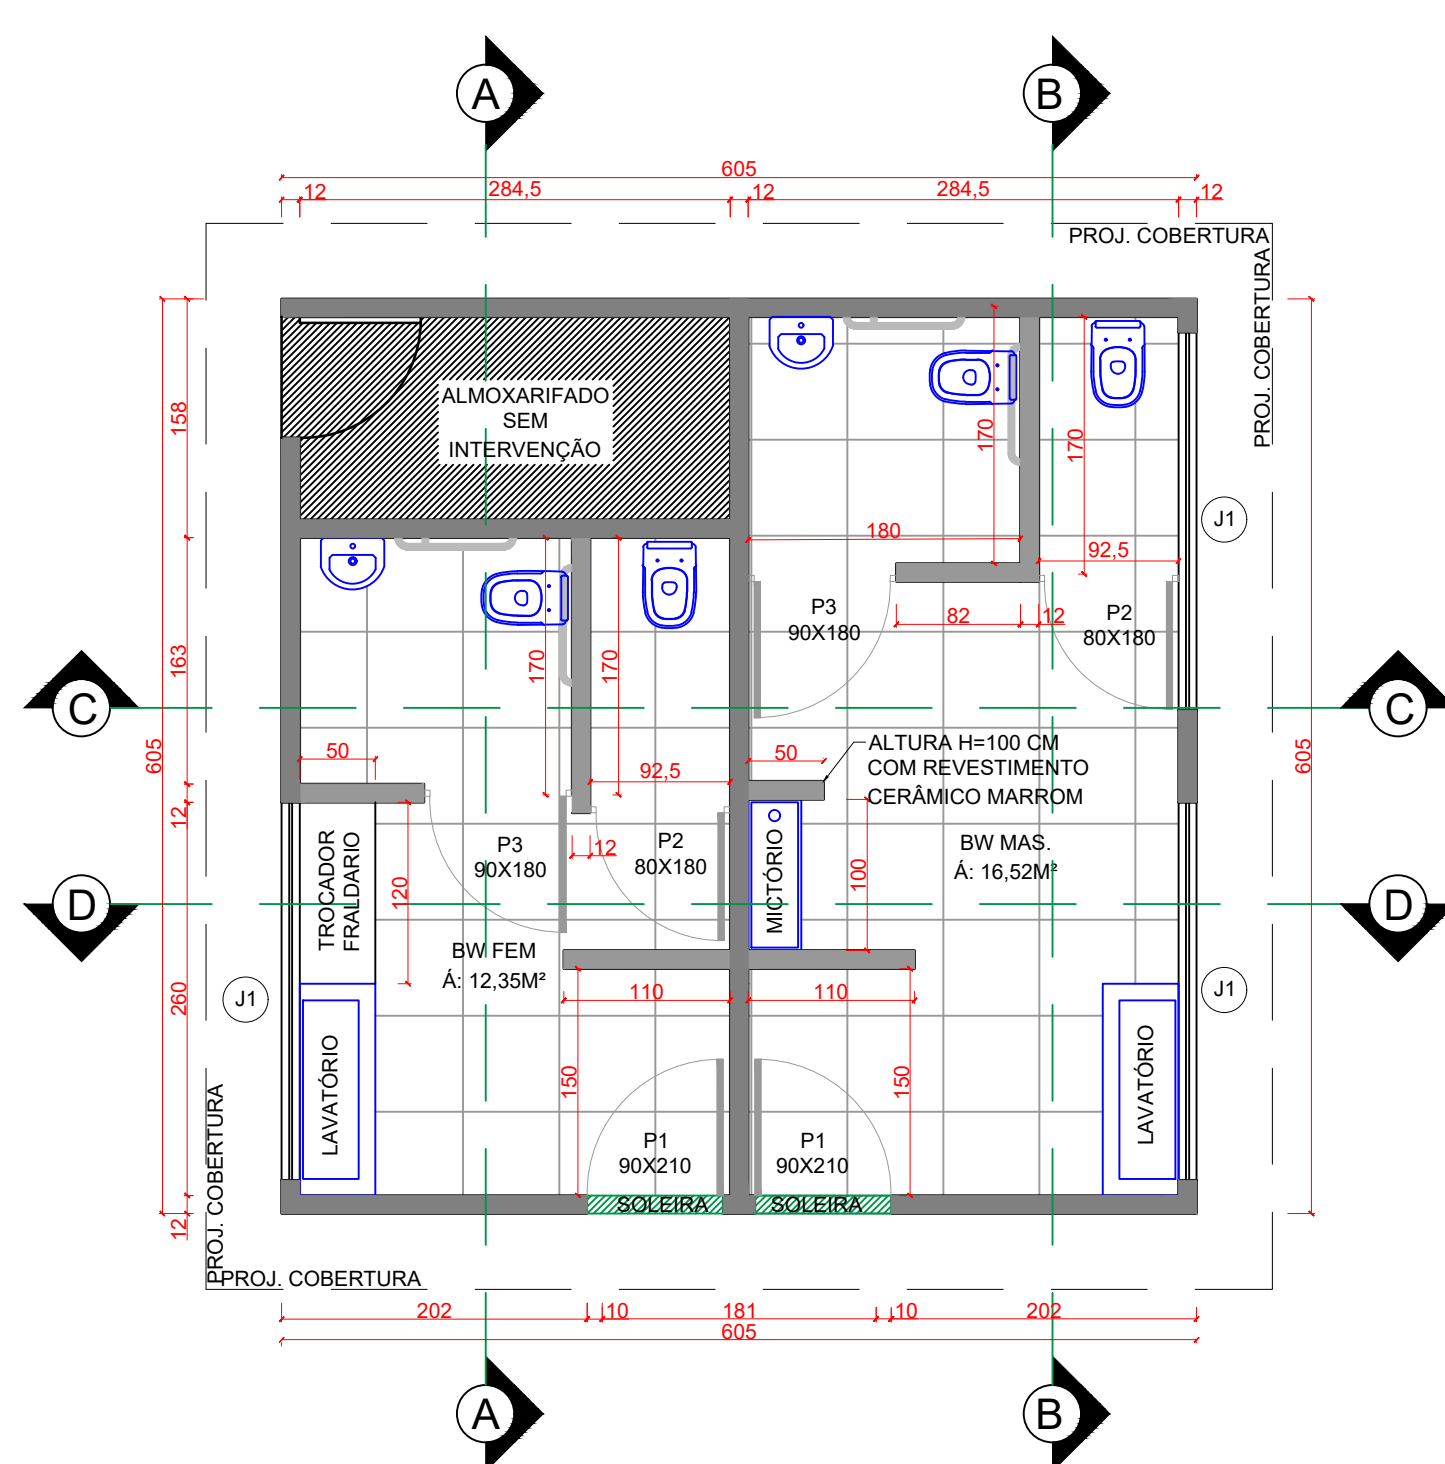 A
B
605
12
284,5
12
284,5
12
PROJ. COBERTURA
PROJ. COBERTURA
ALMOXARIFADO
SEM
INTERVENÇÃO
158
170
170
J1
180
92,5
P3
90X180
82
12
P2
80X180
163
170
170
C
C
605
605
50
92,5
50
ALTURA H=100 CM
COM REVESTIMENTO
CERÂMICO MARROM
12
TROCADOR
FRALDARIO
120
P3
90X180
12
P2
80X180
MICTÓRIO
100
BW MAS.
Á: 16,52M²
D
D
BW FEM
Á: 12,35M²
260
J1
110
110
J1
LAVATÓRIO
150
150
LAVATÓRIO
P1
90X210
P1
90X210
SOLEIRA
SOLEIRA
12
PROJ. COBERTURA
PROJ. COBERTURA
202
10
181
10
202
605
A
B